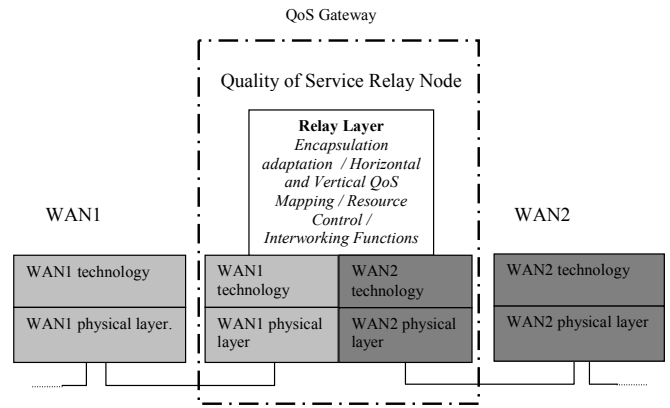 QoS Gateway
Quality of Service Relay Node
Relay Layer
Encapsulation
adaptation / Horizontal
and Vertical QoS
Mapping / Resource
Control /
Interworking Functions
WAN1
WAN2
WAN1 technology
WAN1 physical layer.
WAN1
technology
WAN2
technology
WAN1 physical
layer
WAN2 physical
layer
WAN2 technology
WAN2 physical layer